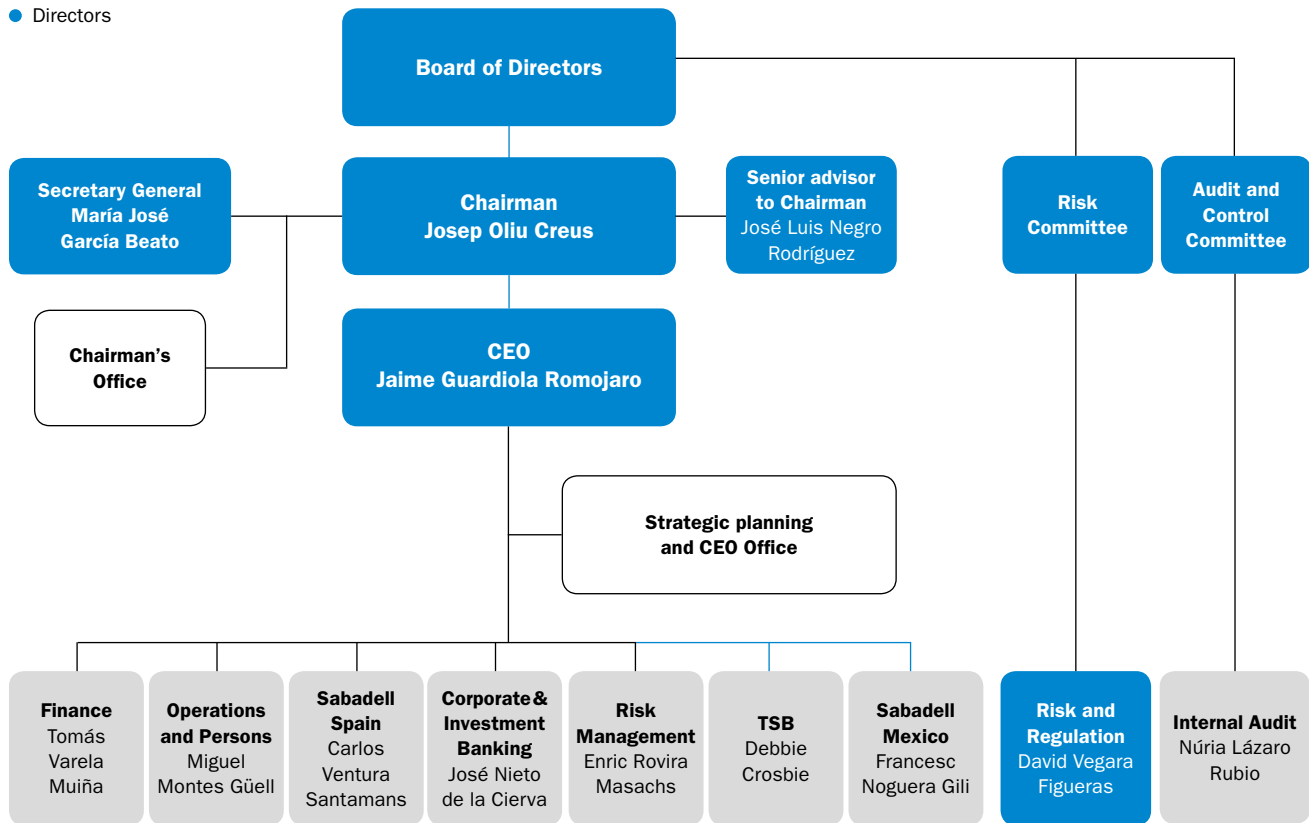 Directors
Board of Directors
Secretary General
María José
García Beato
Chairman
Josep Oliu Creus
Senior advisor
to Chairman
José Luis Negro
Rodríguez
Risk
Committee
Audit and
Control
Committee
Chairman's
Office
CEO
Jaime Guardiola Romojaro
Strategic planning
and CEO Office
Finance
Tomás
Varela
Muiña
Operations
and Persons
Miguel
Montes Güell
Sabadell
Spain
Carlos
Ventura
Santamans
Corporate &
Investment
Banking
José Nieto
de la Cierva
Risk
Management
Enric Rovira
Masachs
TSB
Debbie
Crosbie
Sabadell
Mexico
Francesc
Noguera Gili
Risk and
Regulation
David Vegara
Figueras
Internal Audit
Núria Lázaro
Rubio